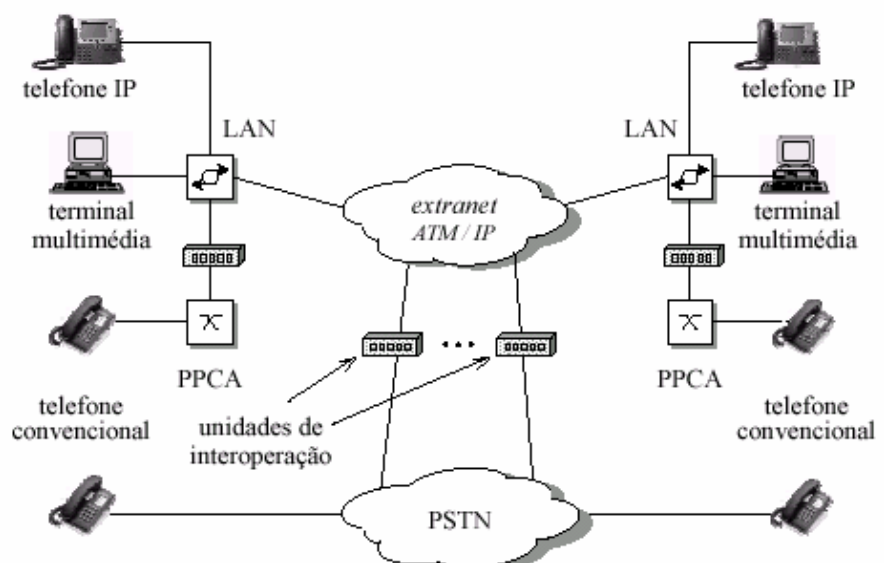 telefone IP
telefone IP
LAN
LAN
extranet
ATM / IP
terminal
multimédia
terminal
multimédia
PPCA
PPCA
telefone
convencional
unidades de
interoperação
telefone
convencional
PSTN